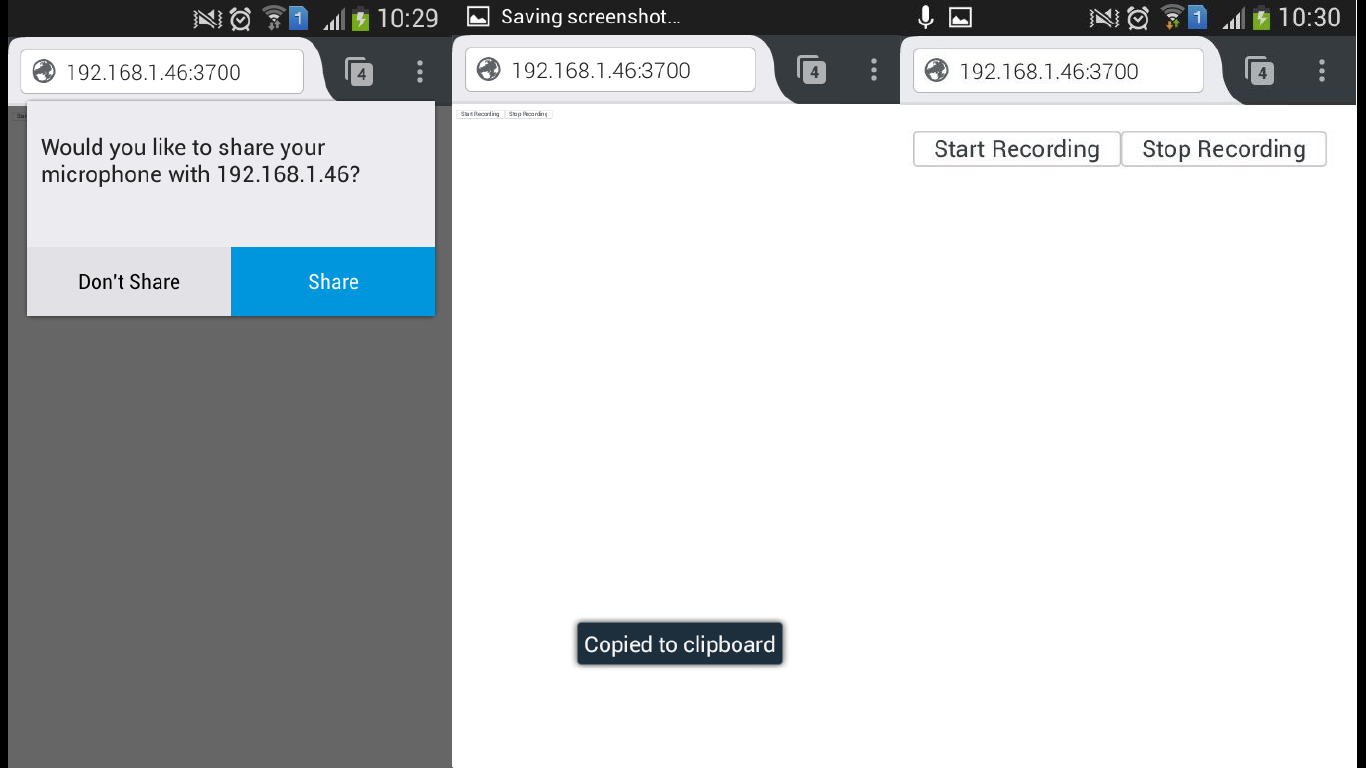 10:29
192.168.1.46:3700
4
Would you like to share your
microphone with 192.168.1.46?
Don't Share
Share
Saving screenshot...
192.168.1.46:3700
4
Start Recording
Stop Recording
Copied to clipboard
1
10:30
192.168.1.46:3700
4
Start Recording
Stop Recording